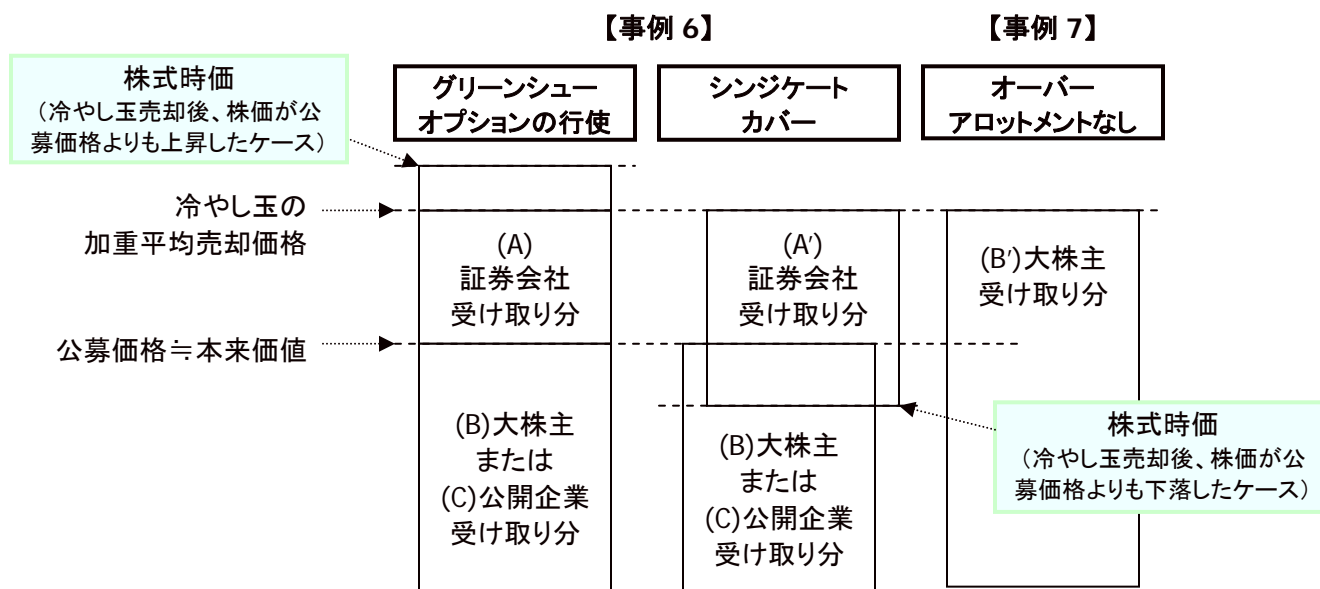 【事例 6】
【事例 7】
株式時価
（冷やし玉売却後、株価が公
募価格よりも上昇したケース）
グリーンシュー
オプションの行使
シンジケート
カバー
オーバー
アロットメントなし
冷やし玉の
加重平均売却価格
(A)
証券会社
受け取り分
(A′)
証券会社
受け取り分
(B′)大株主
受け取り分
公募価格≒本来価値
(B)大株主
または
(C)公開企業
受け取り分
(B)大株主
または
(C)公開企業
受け取り分
株式時価
（冷やし玉売却後、株価が公
募価格よりも下落したケース）